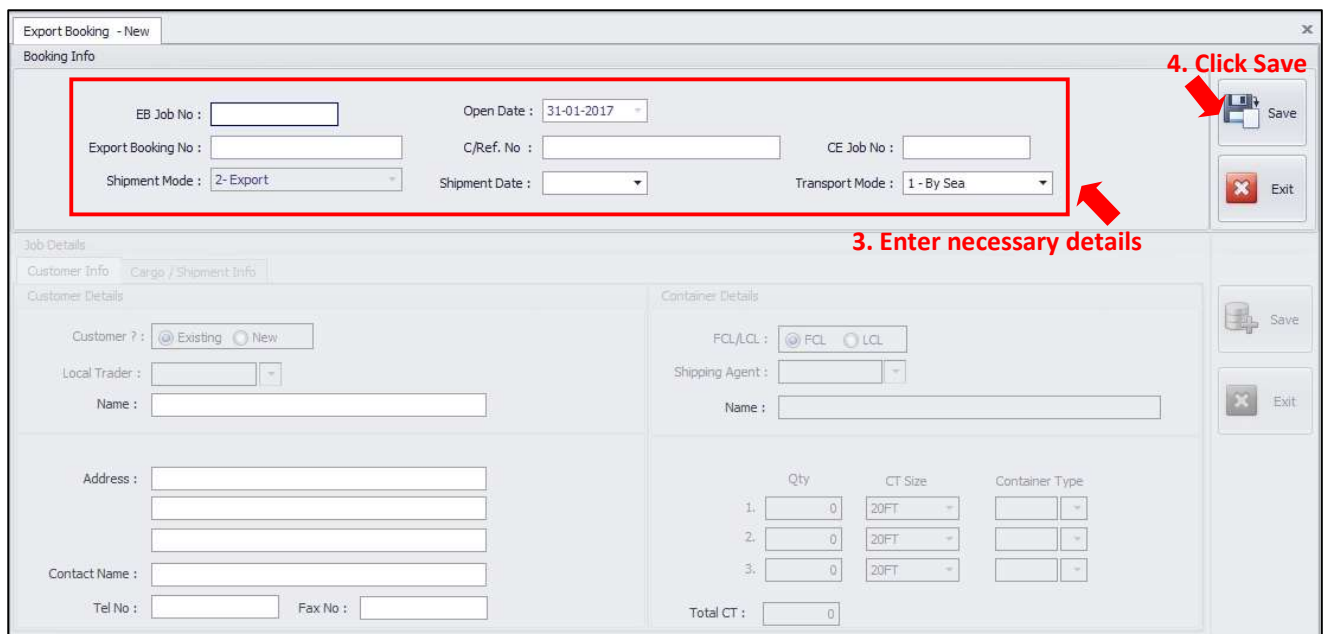 Export Booking - New
Booking Info
4. Click Save
EB Job No :
Open Date : 31-01-2017
Save
Export Booking No :
C/Ref. No :
CE Job No :
Shipment Mode : 2- Export
Shipment Date :
Transport Mode : 1 - By Sea
Exit
3. Enter necessary details
Job Details
Customer Info Cargo / Shipment Info
Customer Details
Container Details
Customer ? : Existing New
FCL/LCL : FCL LCL
Save
Local Trader :
Shipping Agent :
Name :
Name :
Exit
Address :
Qty CT Size Container Type
1. 0 20FT
2. 0 20FT
3. 0 20FT
Contact Name :
Tel No : Fax No :
Total CT : 0